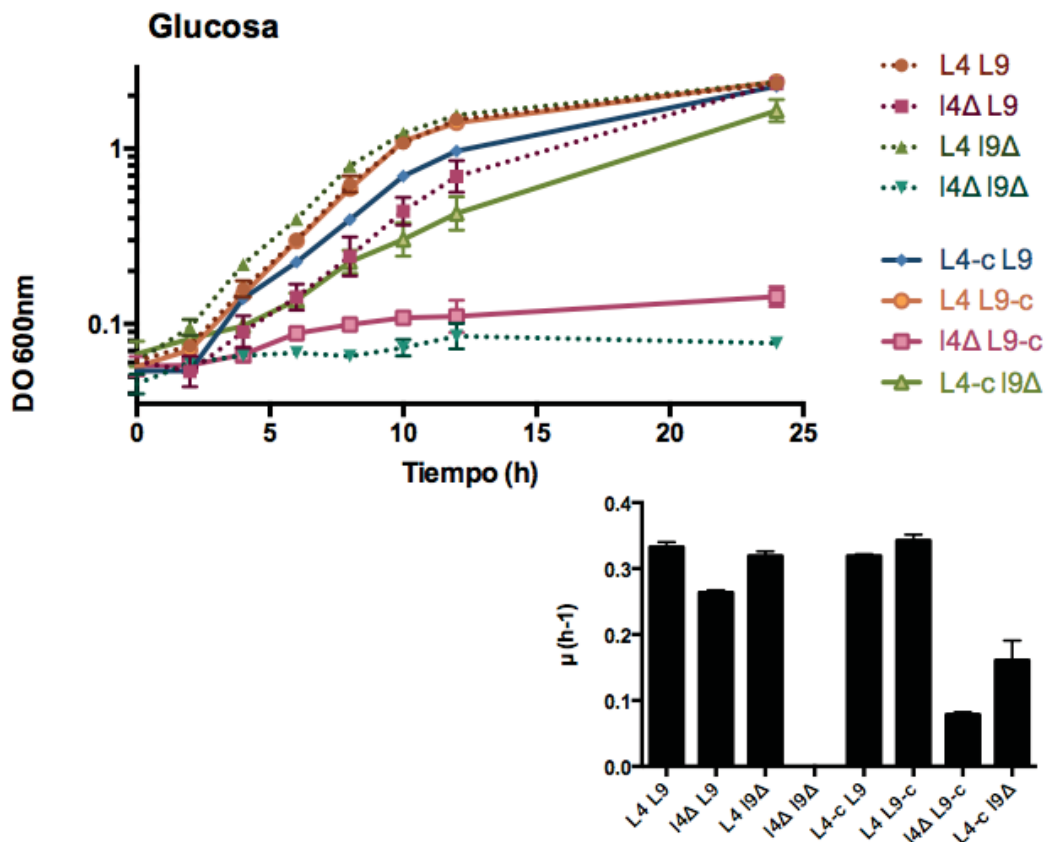 Glucosa
DO 600nm
1
0.1
0
5
10
15
20
25
Tiempo (h)
L4 L9
l4Δ L9
L4 l9Δ
l4Δ l9Δ
L4-c L9
L4 L9-c
l4Δ L9-c
L4-c l9Δ
µ (h-1)
0.4
0.3
0.2
0.1
0.0
L4 L9
l4Δ L9
L4 l9Δ
l4Δ l9Δ
L4-c L9
L4 L9-c
l4Δ L9-c
L4-c l9Δ